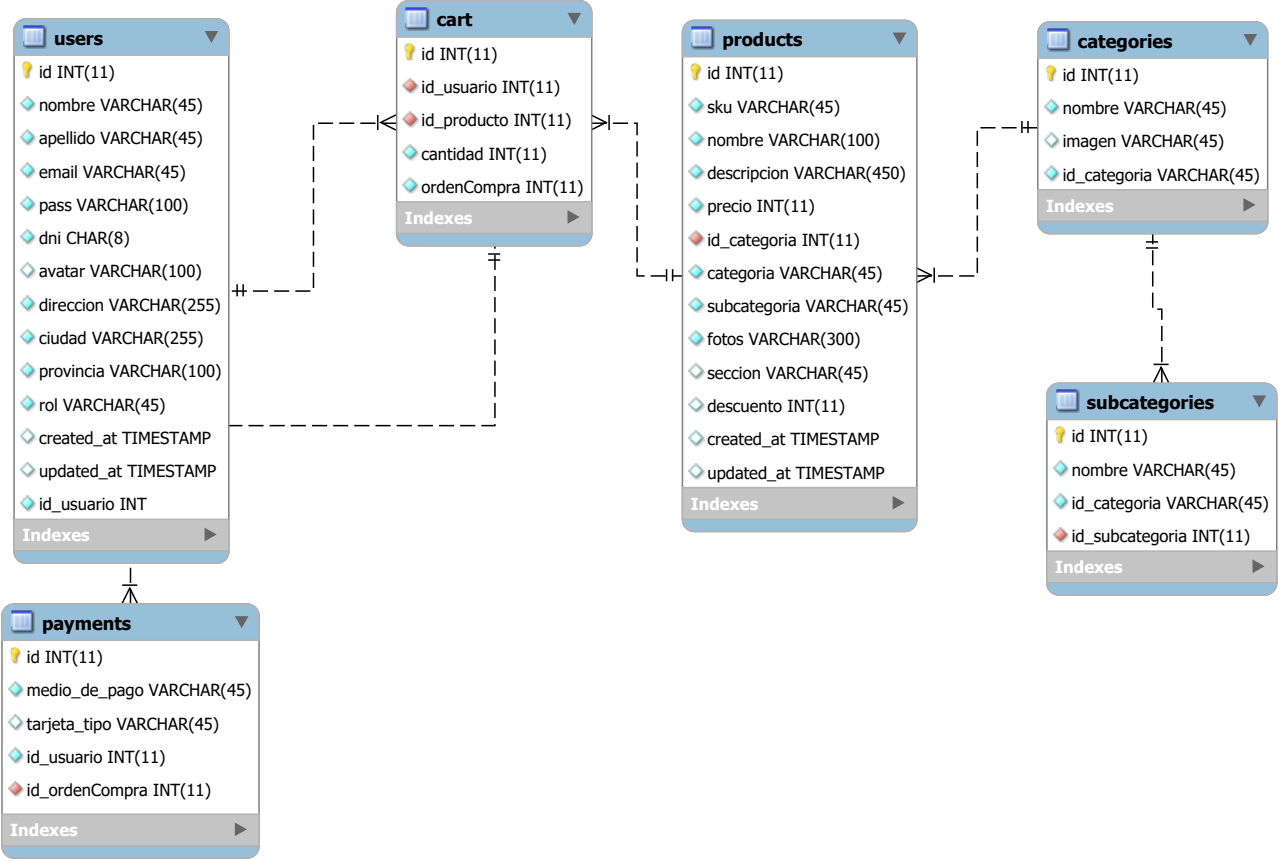 users
id INT(11)
nombre VARCHAR(45)
apellido VARCHAR(45)
email VARCHAR(45)
pass VARCHAR(100)
dni CHAR(8)
avatar VARCHAR(100)
direccion VARCHAR(255)
ciudad VARCHAR(255)
provincia VARCHAR(100)
rol VARCHAR(45)
created_at TIMESTAMP
updated_at TIMESTAMP
id_usuario INT
Indexes
cart
id INT(11)
id_usuario INT(11)
id_producto INT(11)
cantidad INT(11)
ordenCompra INT(11)
Indexes
products
id INT(11)
sku VARCHAR(45)
nombre VARCHAR(100)
descripcion VARCHAR(450)
precio INT(11)
id_categoria INT(11)
categoria VARCHAR(45)
subcategoria VARCHAR(45)
fotos VARCHAR(300)
seccion VARCHAR(45)
descuento INT(11)
created_at TIMESTAMP
updated_at TIMESTAMP
Indexes
categories
id INT(11)
nombre VARCHAR(45)
imagen VARCHAR(45)
id_categoria VARCHAR(45)
Indexes
subcategories
id INT(11)
nombre VARCHAR(45)
id_categoria VARCHAR(45)
id_subcategoria INT(11)
Indexes
payments
id INT(11)
medio_de_pago VARCHAR(45)
tarjeta_tipo VARCHAR(45)
id_usuario INT(11)
id_ordenCompra INT(11)
Indexes